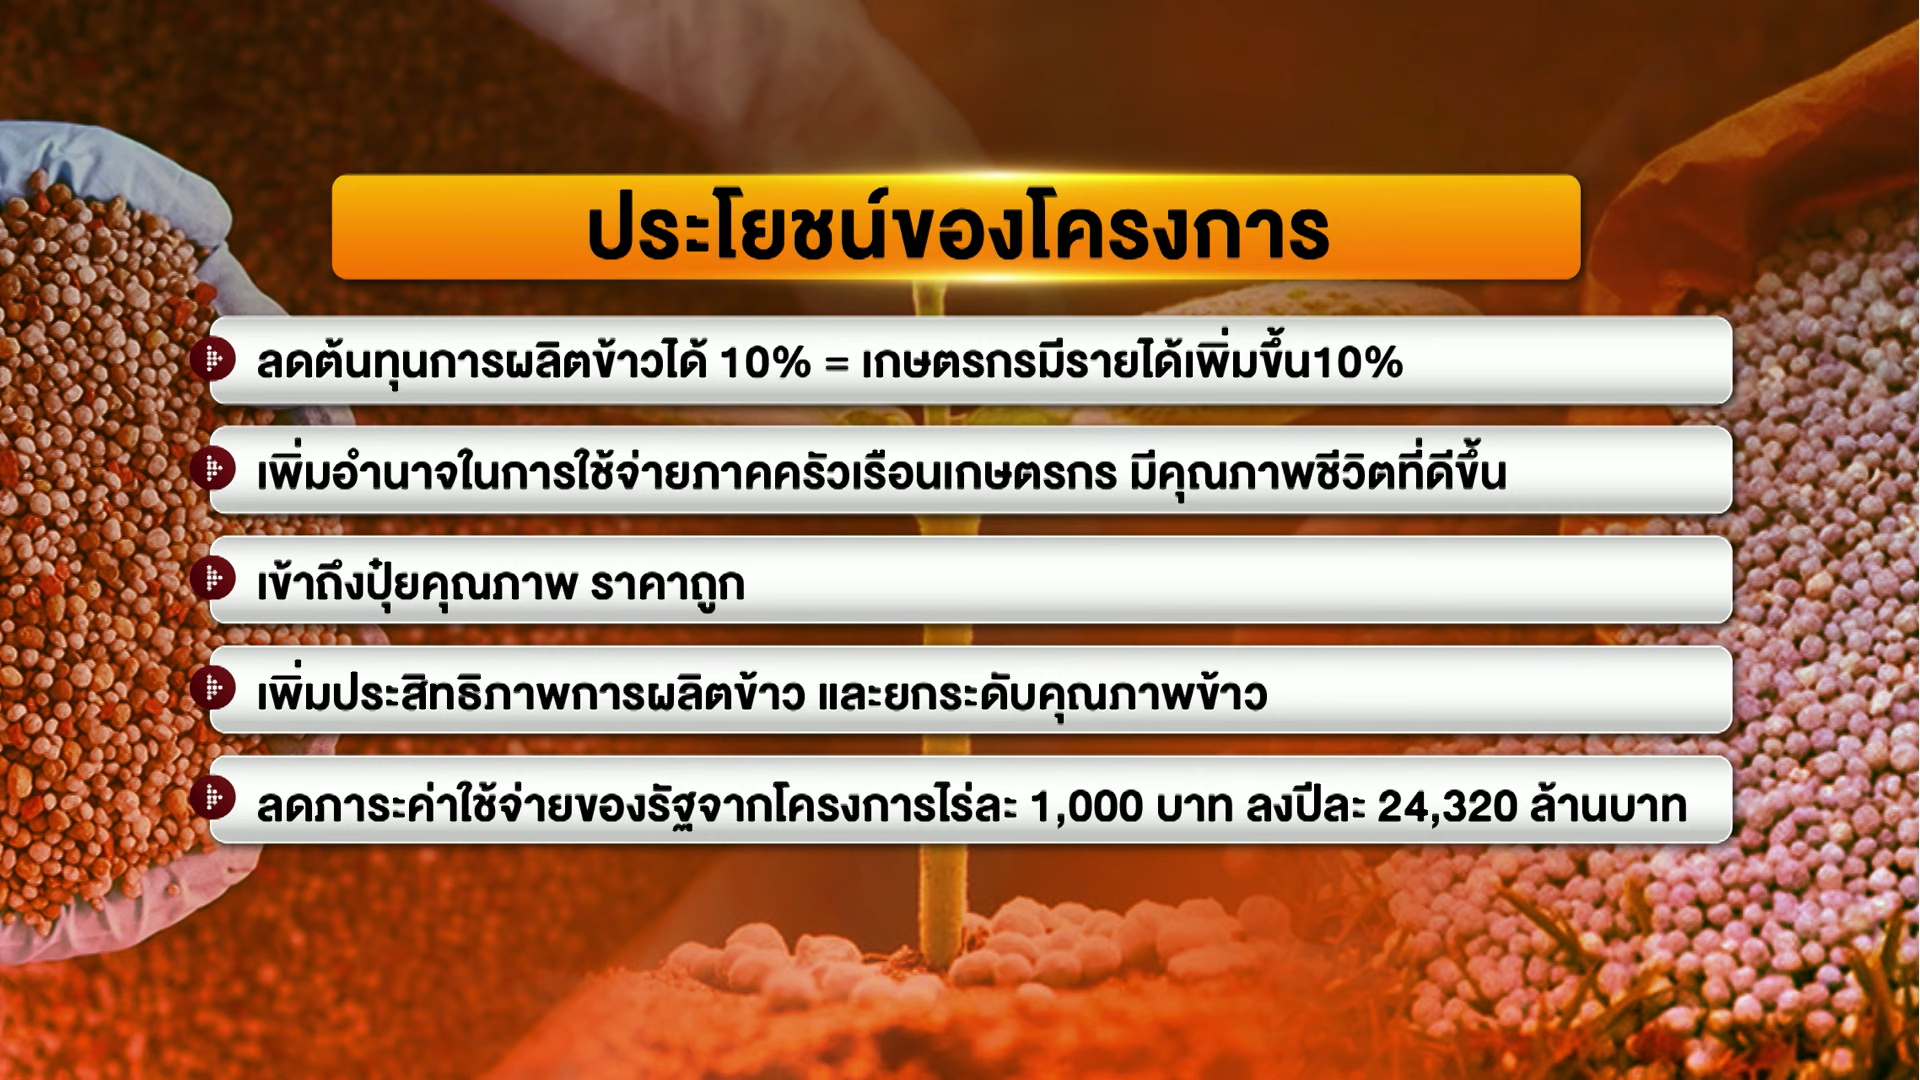 ประโยชน์ของโครงการ
ลดต้นทุนการผลิตข้าวได้ 10% = เกษตรกรมีรายได้เพิ่มขึ้น10%
เพิ่มอำนาจในการใช้จ่ายภาคครัวเรือนเกษตรกร มีคุณภาพชีวิตที่ดีขึ้น
เข้าถึงปุ๋ยคุณภาพ ราคาถูก
เพิ่มประสิทธิภาพการผลิตข้าว และยกระดับคุณภาพข้าว
ลดภาระค่าใช้จ่ายของรัฐจากโครงการไร่ละ 1,000 บาท ลงปีละ 24,320 ล้านบาท